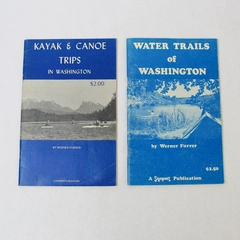 KAYAK & CANOE
TRIPS
IN WASHINGTON
$2.00
BY WERNER FURRER
WATER TRAILS
of
WASHINGTON
by Werner Furrer
$2.50
A Signpost Publication